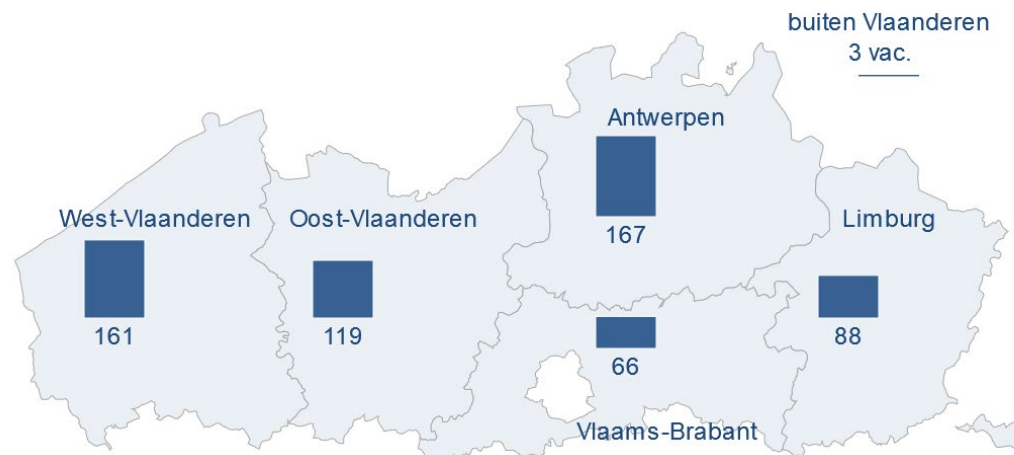 buiten Vlaanderen
3 vac.
Antwerpen
167
West-Vlaanderen
161
Oost-Vlaanderen
119
Limburg
88
66
Vlaams-Brabant